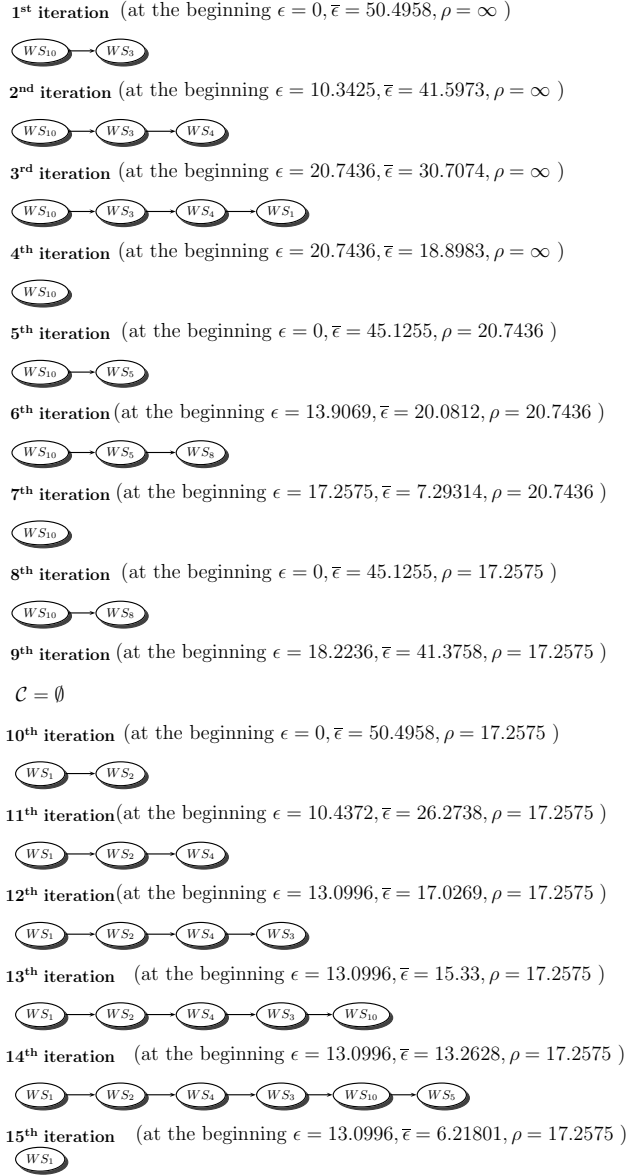 1st iteration (at the beginning ϵ = 0, ϵ̅ = 50.4958, ρ = ∞ )
WS10 WS3
2nd iteration (at the beginning ϵ = 10.3425, ϵ̅ = 41.5973, ρ = ∞ )
WS10 WS3 WS4
3rd iteration (at the beginning ϵ = 20.7436, ϵ̅ = 30.7074, ρ = ∞ )
WS10 WS3 WS4 WS1
4th iteration (at the beginning ϵ = 20.7436, ϵ̅ = 18.8983, ρ = ∞ )
WS10
5th iteration (at the beginning ϵ = 0, ϵ̅ = 45.1255, ρ = 20.7436 )
WS10 WS5
6th iteration (at the beginning ϵ = 13.9069, ϵ̅ = 20.0812, ρ = 20.7436 )
WS10 WS5 WS8
7th iteration (at the beginning ϵ = 17.2575, ϵ̅ = 7.29314, ρ = 20.7436 )
WS10
8th iteration (at the beginning ϵ = 0, ϵ̅ = 45.1255, ρ = 17.2575 )
WS10 WS8
9th iteration (at the beginning ϵ = 18.2236, ϵ̅ = 41.3758, ρ = 17.2575 )
C = ∅
10th iteration (at the beginning ϵ = 0, ϵ̅ = 50.4958, ρ = 17.2575 )
WS1 WS2
11th iteration(at the beginning ϵ = 10.4372, ϵ̅ = 26.2738, ρ = 17.2575 )
WS1 WS2 WS4
12th iteration(at the beginning ϵ = 13.0996, ϵ̅ = 17.0269, ρ = 17.2575 )
WS1 WS2 WS4 WS3
13th iteration (at the beginning ϵ = 13.0996, ϵ̅ = 15.33, ρ = 17.2575 )
WS1 WS2 WS4 WS3 WS10
14th iteration (at the beginning ϵ = 13.0996, ϵ̅ = 13.2628, ρ = 17.2575 )
WS1 WS2 WS4 WS3 WS10 WS5
15th iteration (at the beginning ϵ = 13.0996, ϵ̅ = 6.21801, ρ = 17.2575 )
WS1